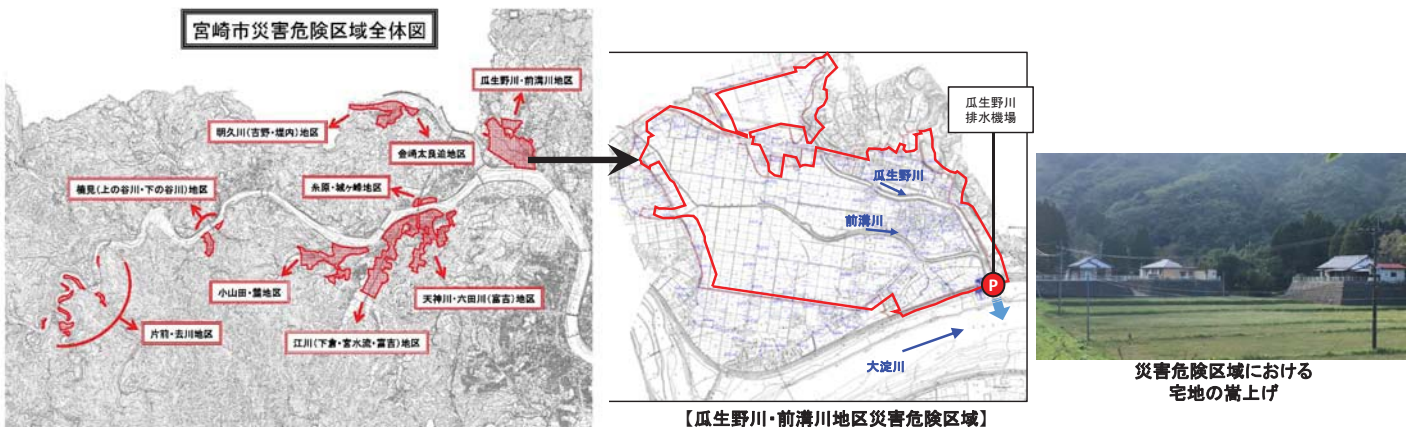 宮崎市災害危険区域全体図
瓜生野川・前溝川地区
明久川(吉野・堤内)地区
金崎太良迫地区
楠見(上の谷川・下の谷川)地区
糸原・城ヶ峰地区
小山田・麓地区
天神川・六田川(富吉)地区
片前・去川地区
江川(下倉・宮水流・富吉)地区
瓜生野川
排水機場
瓜生野川
前溝川
P
大淀川
【瓜生野川・前溝川地区災害危険区域】
災害危険区域における
宅地の嵩上げ